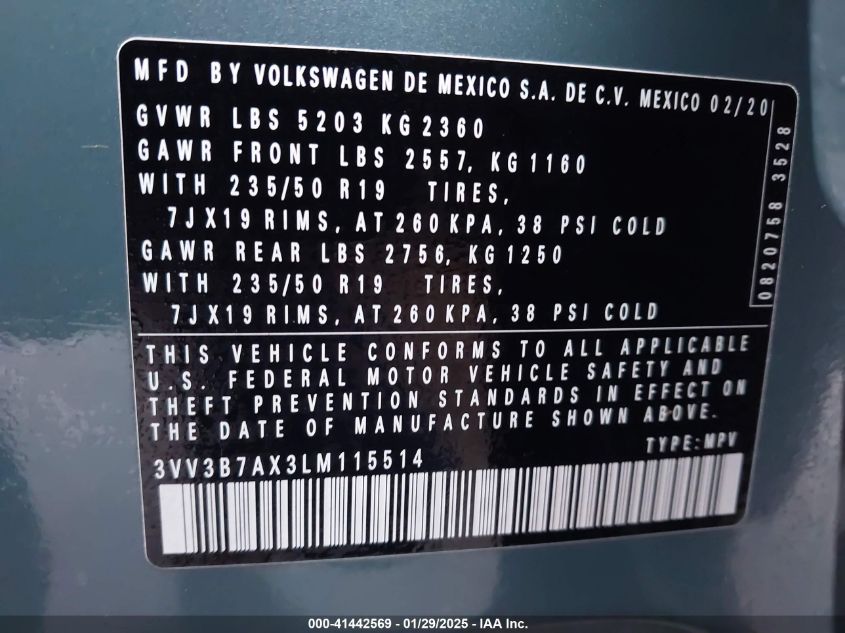 MFD BY VOLKSWAGEN DE MEXICO S.A. DE C.V. MEXICO 02/20
GVWR LBS 5203 KG 2360
GAWR FRONT LBS 2557, KG 1160
WITH 235/50 R19 TIRES,
7JX19 RIMS, AT 260 KPA, 38 PSI COLD
GAWR REAR LBS 2756, KG 1250
WITH 235/50 R19 TIRES,
7JX19 RIMS, AT 260 KPA, 38 PSI COLD
0820758 3528
THIS VEHICLE CONFORMS TO ALL APPLICABLE
U.S. FEDERAL MOTOR VEHICLE SAFETY AND
THEFT PREVENTION STANDARDS IN EFFECT ON
THE DATE OF MANUFACTURE SHOWN ABOVE.
TYPE: MPV
3VV3B7AX3LM115514
000-41442569 - 01/29/2025 - IAA Inc.